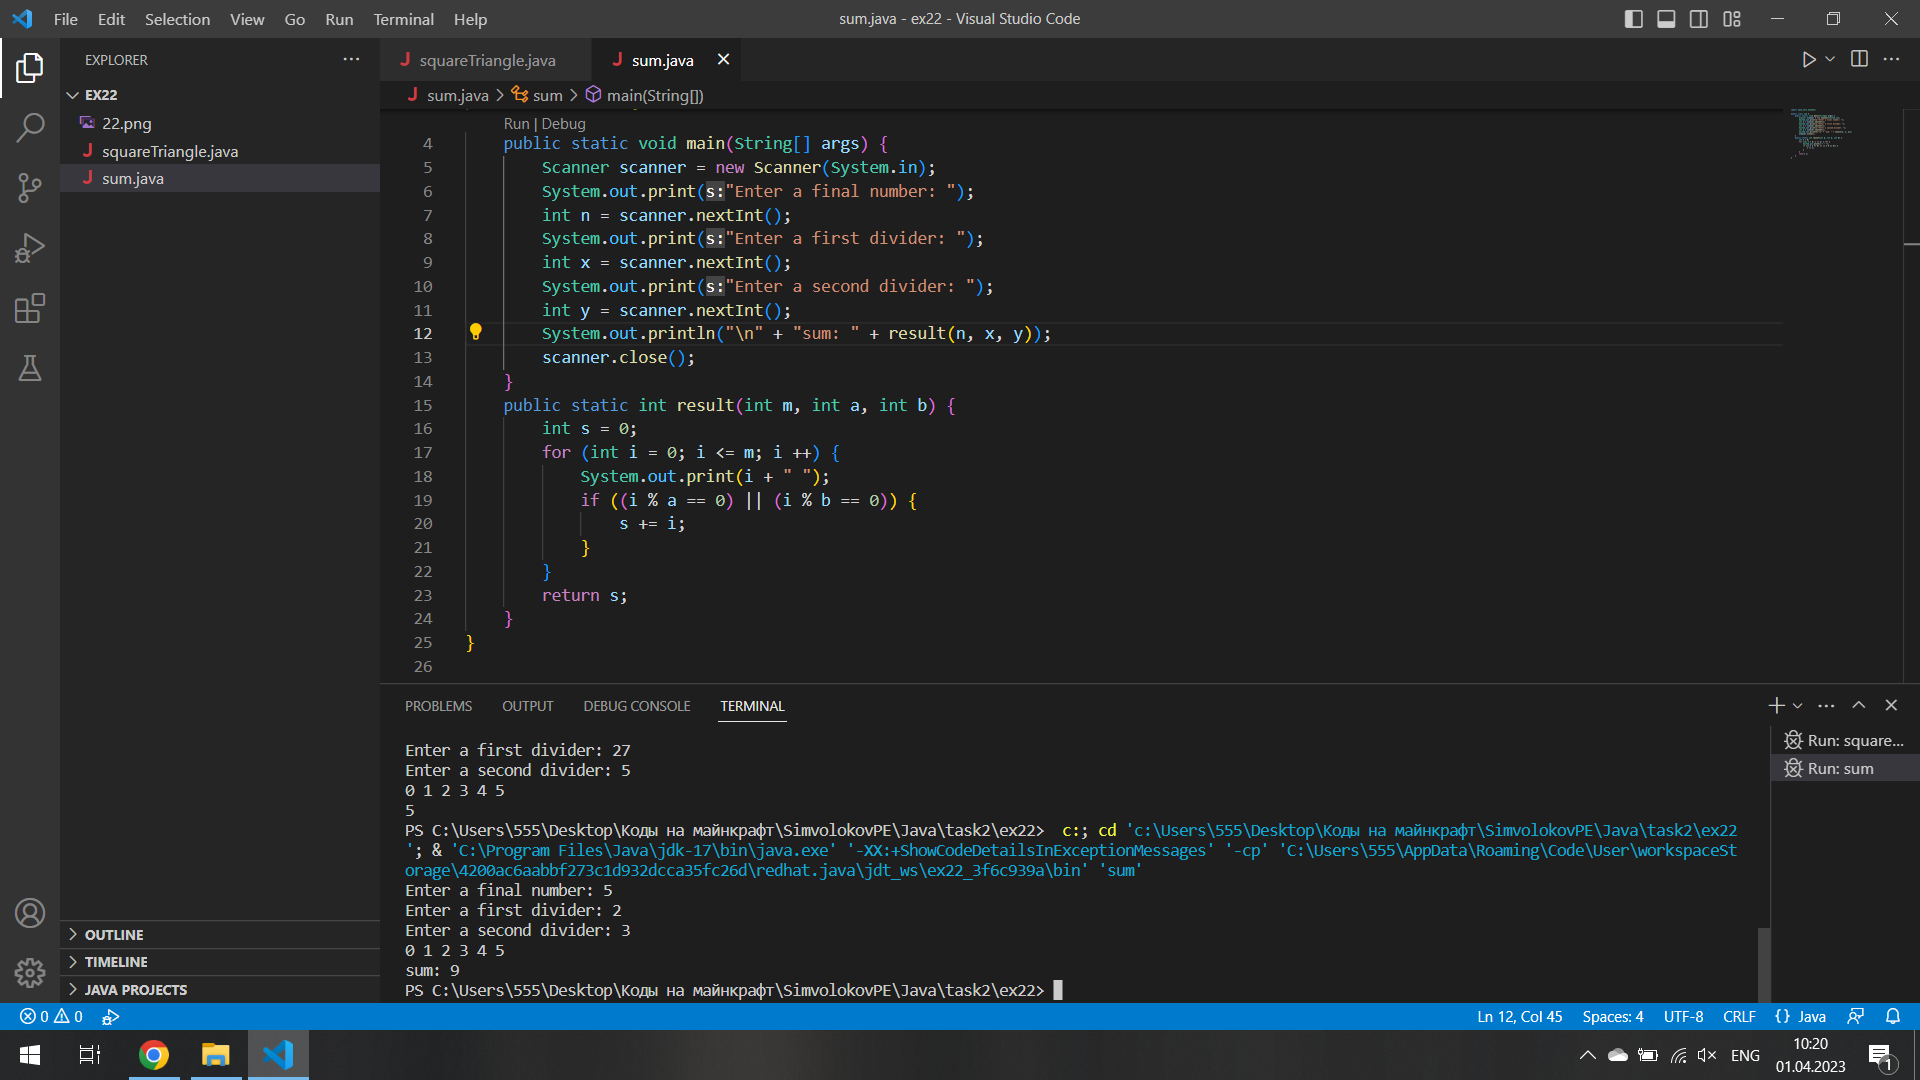 File Edit Selection View Go Run Terminal Help
sum.java - ex22 - Visual Studio Code
EXPLORER
EX22
22.png
squareTriangle.java
sum.java
OUTLINE
TIMELINE
JAVA PROJECTS
squareTriangle.java
sum.java
sum.java > sum > main(String[])
Run | Debug
4 public static void main(String[] args) {
5 Scanner scanner = new Scanner(System.in);
6 System.out.print(s:"Enter a final number: ");
7 int n = scanner.nextInt();
8 System.out.print(s:"Enter a first divider: ");
9 int x = scanner.nextInt();
10 System.out.print(s:"Enter a second divider: ");
11 int y = scanner.nextInt();
12 System.out.println("\n" + "sum: " + result(n, x, y));
13 scanner.close();
14 }
15 public static int result(int m, int a, int b) {
16 int s = 0;
17 for (int i = 0; i <= m; i ++) {
18 System.out.print(i + " ");
19 if ((i % a == 0) || (i % b == 0)) {
20 s += i;
21 }
22 }
23 return s;
24 }
25 }
26
PROBLEMS OUTPUT DEBUG CONSOLE TERMINAL
Enter a first divider: 27
Enter a second divider: 5
0 1 2 3 4 5
5
PS C:\Users\555\Desktop\Коды на майнкрафт\SimvolokovPE\Java\task2\ex22>  c:; cd 'c:\Users\555\Desktop\Коды на майнкрафт\SimvolokovPE\Java\task2\ex22
'; & 'C:\Program Files\Java\jdk-17\bin\java.exe' '-XX:+ShowCodeDetailsInExceptionMessages' '-cp' 'C:\Users\555\AppData\Roaming\Code\User\workspaceSt
orage\4200ac6aabbf273c1d932dcca35fc26d\redhat.java\jdt_ws\ex22_3f6c939a\bin' 'sum'
Enter a final number: 5
Enter a first divider: 2
Enter a second divider: 3
0 1 2 3 4 5
sum: 9
PS C:\Users\555\Desktop\Коды на майнкрафт\SimvolokovPE\Java\task2\ex22>
Run: square...
Run: sum
0 0
Ln 12, Col 45 Spaces: 4 UTF-8 CRLF {} Java
ENG
10:20
01.04.2023
1